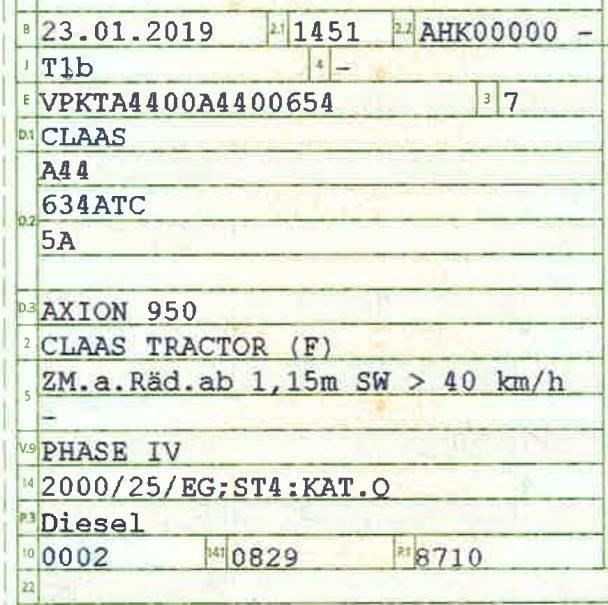 B 23.01.2019 2.1 1451 2.2 AHK00000 -
J T1b 4 -
E VPKTA4400A4400654 3 7
D.1 CLAAS
A44
D.2 634ATC
5A
D.3 AXION 950
2 CLAAS TRACTOR (F)
5 ZM.a.Räd.ab 1,15m SW > 40 km/h
-
V.9 PHASE IV
14 2000/25/EG;ST4:KAT.Q
P.3 Diesel
10 0002 14.1 0829 P.1 8710
22